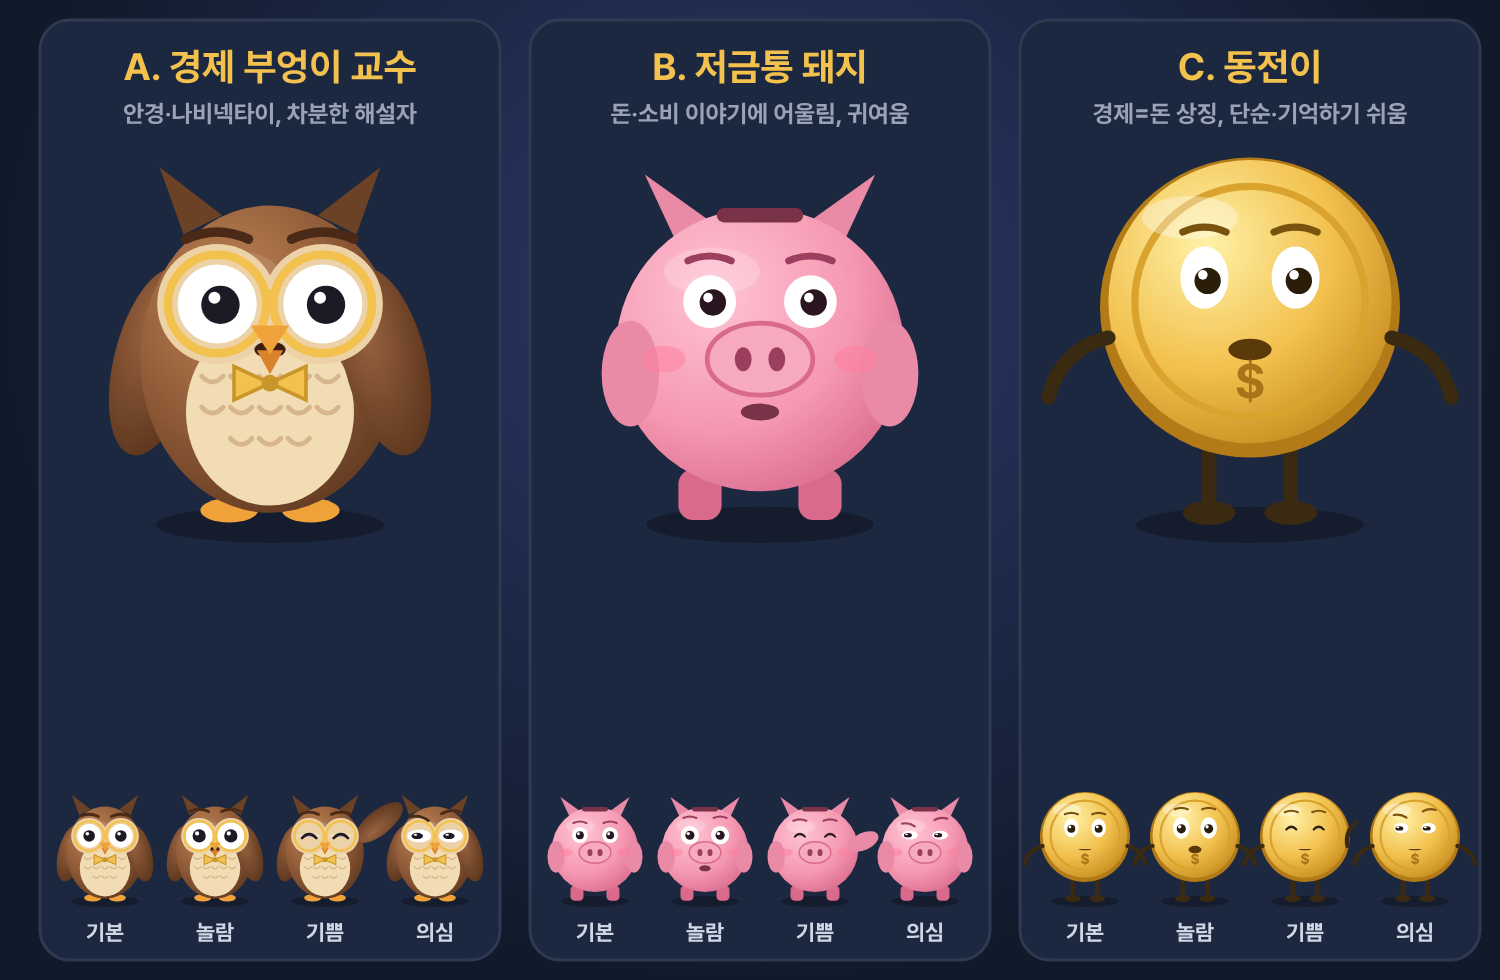 A. 경제 부엉이 교수
안경·나비넥타이, 차분한 해설자
기본 놀람 기쁨 의심
B. 저금통 돼지
돈·소비 이야기에 어울림, 귀여움
기본 놀람 기쁨 의심
C. 동전이
경제=돈 상징, 단순·기억하기 쉬움
$
$ $ $ $
기본 놀람 기쁨 의심